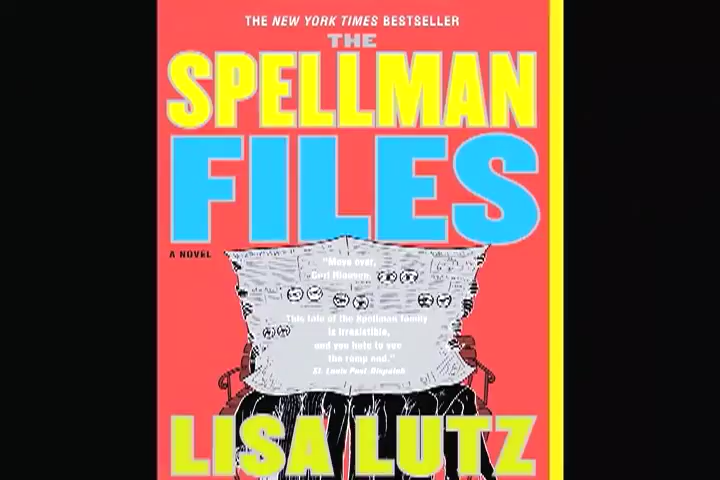 THE NEW YORK TIMES BESTSELLER
THE
SPELLMAN
FILES
A NOVEL
"Move over,
Carl Hiaasen.
This tale of the Spellman family
is irresistible,
and you hate to see
the romp end."
St. Louis Post-Dispatch
LISA LUTZ